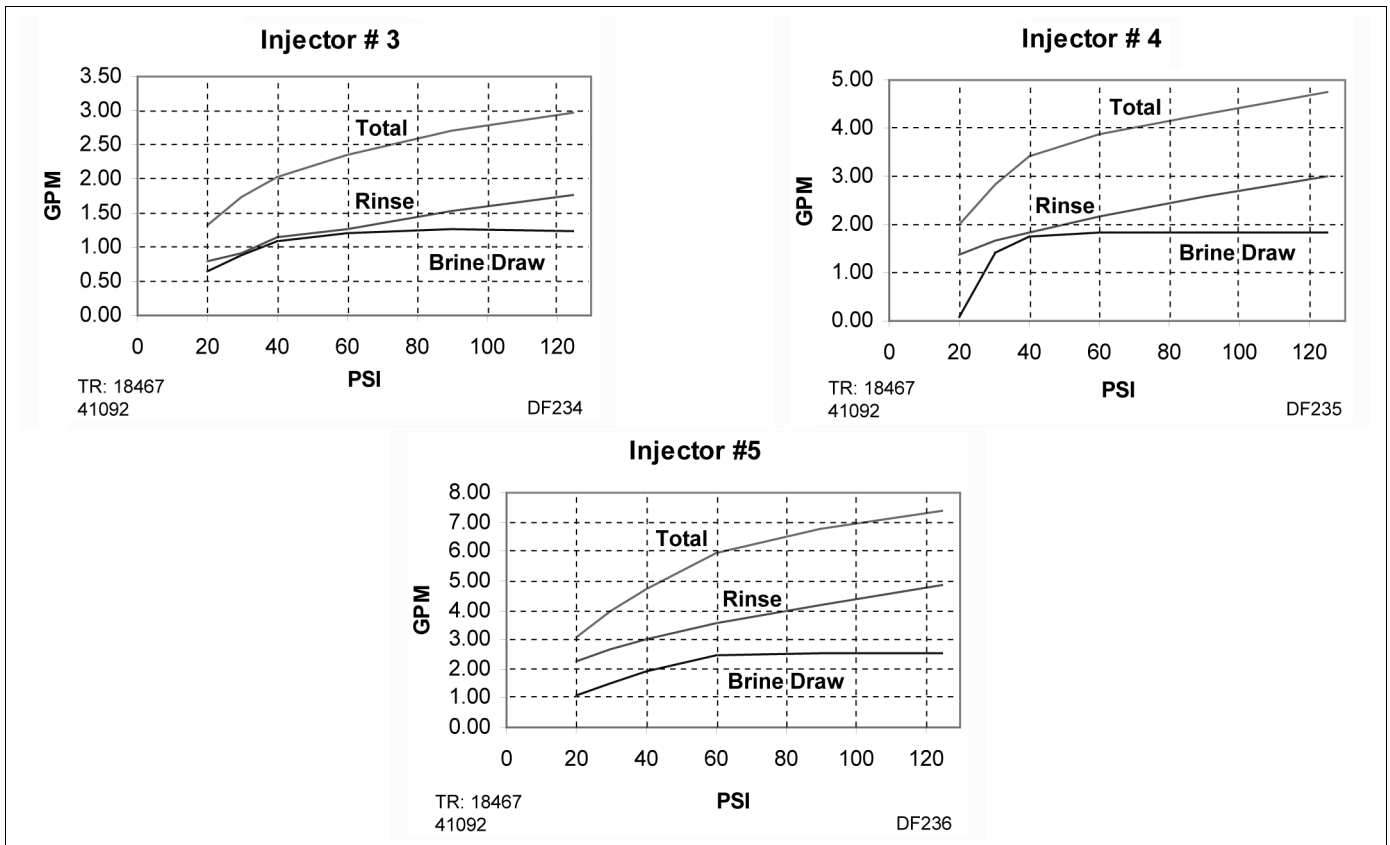 Injector # 3
3.50
3.00
2.50
2.00
1.50
1.00
0.50
0.00
GPM
Total
Rinse
Brine Draw
0 20 40 60 80 100 120
PSI
TR: 18467
41092
DF234
Injector # 4
5.00
4.00
3.00
2.00
1.00
0.00
GPM
Total
Rinse
Brine Draw
0 20 40 60 80 100 120
PSI
TR: 18467
41092
DF235
Injector #5
8.00
7.00
6.00
5.00
4.00
3.00
2.00
1.00
0.00
GPM
Total
Rinse
Brine Draw
0 20 40 60 80 100 120
PSI
TR: 18467
41092
DF236